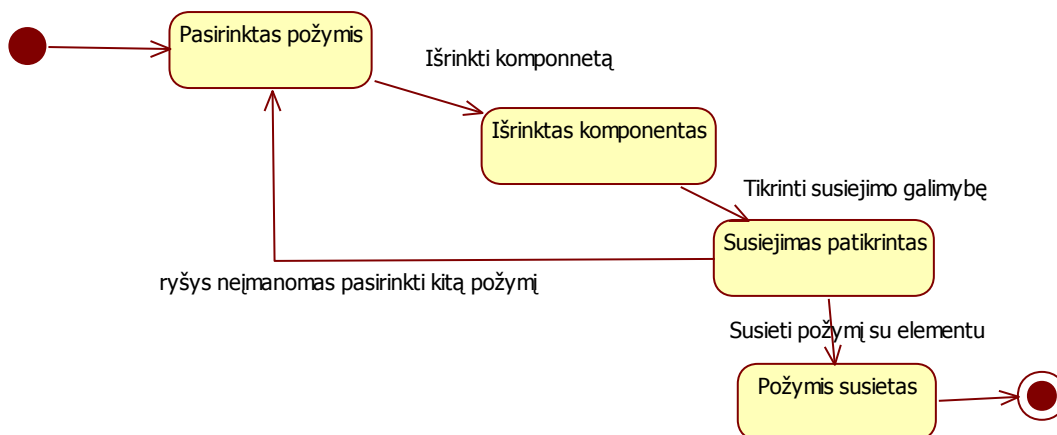 Pasirinktas požymis
Išrinkti komponnetą
Išrinktas komponentas
Tikrinti susiejimo galimybę
Susiejimas patikrintas
ryšys neįmanomas pasirinkti kitą požymį
Susieti požymį su elementu
Požymis susietas